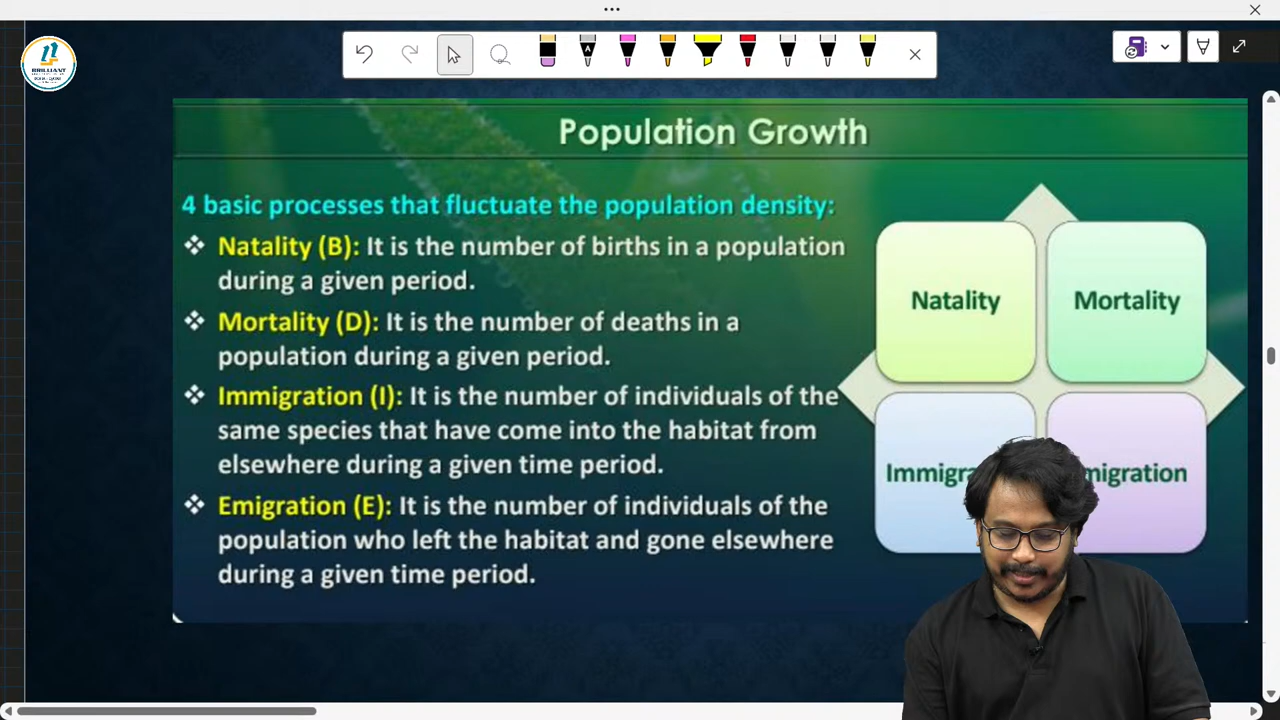 BRILLIANT
Population Growth
4 basic processes that fluctuate the population density:
❖ Natality (B): It is the number of births in a population
during a given period.
❖ Mortality (D): It is the number of deaths in a
population during a given period.
❖ Immigration (I): It is the number of individuals of the
same species that have come into the habitat from
elsewhere during a given time period.
❖ Emigration (E): It is the number of individuals of the
population who left the habitat and gone elsewhere
during a given time period.
Natality
Mortality
Immigra
migration